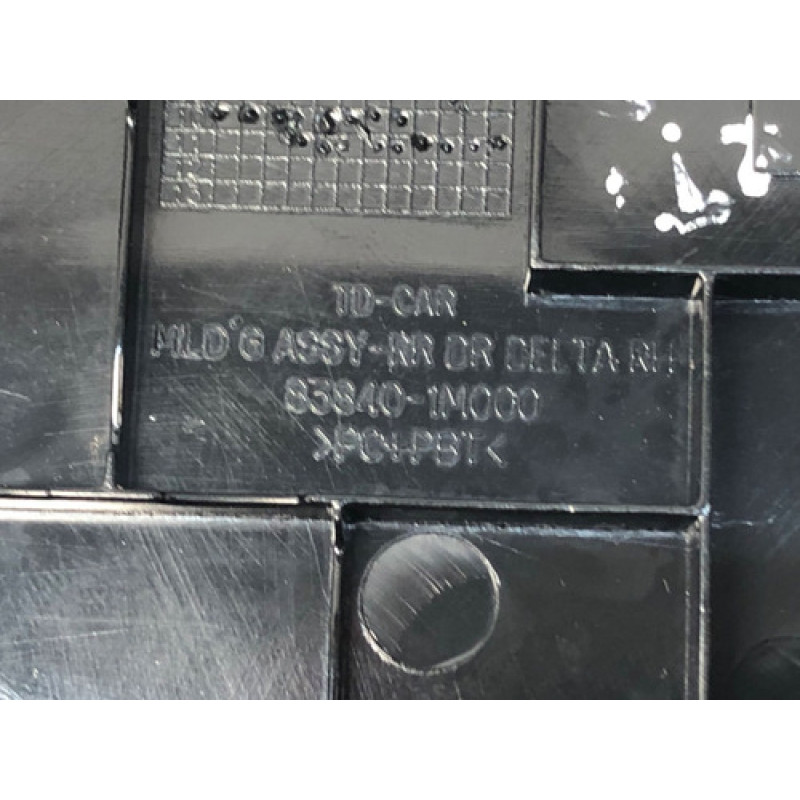 TD-CAR
MLD'G ASSY-RR DR DELTA RH
83840-1M000
>PC+PBT<